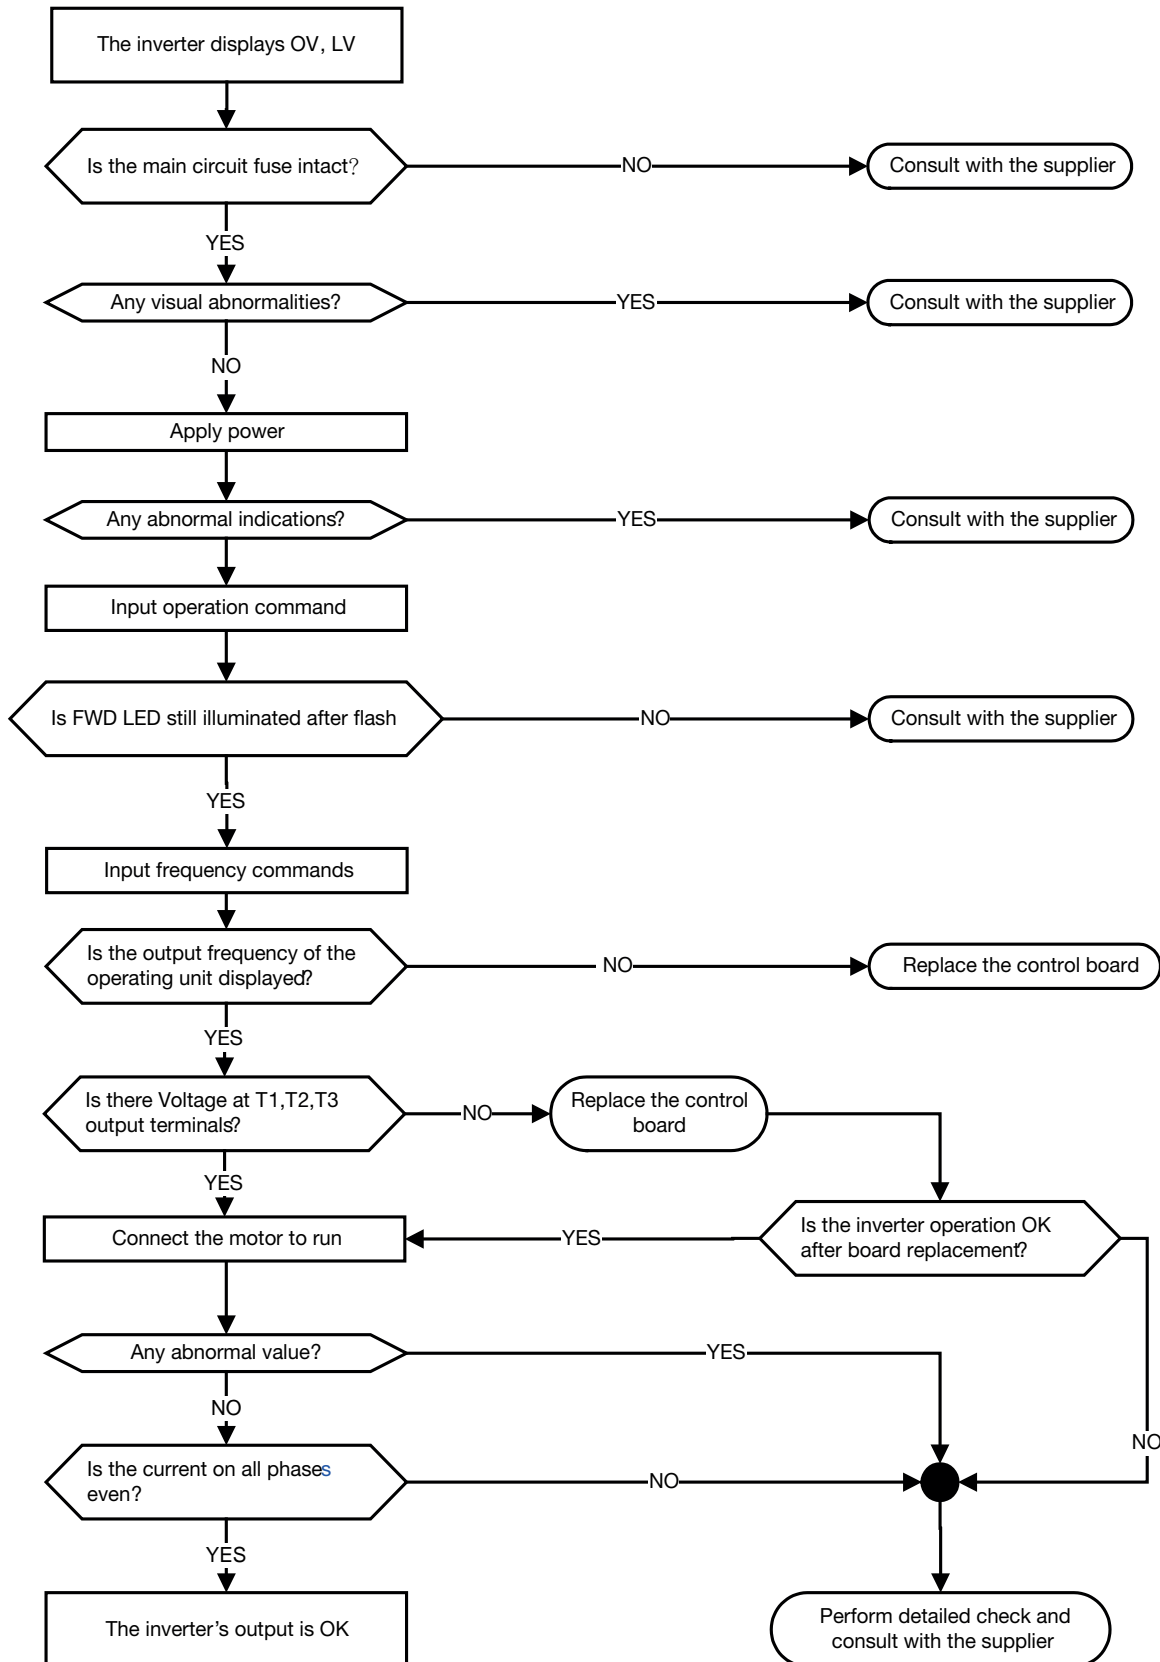 The inverter displays OV, LV
Is the main circuit fuse intact?
NO
Consult with the supplier
YES
Any visual abnormalities?
YES
Consult with the supplier
NO
Apply power
Any abnormal indications?
YES
Consult with the supplier
Input operation command
Is FWD LED still illuminated after flash
NO
Consult with the supplier
YES
Input frequency commands
Is the output frequency of the
operating unit displayed?
NO
Replace the control board
YES
Is there Voltage at T1,T2,T3
output terminals?
NO
Replace the control
board
YES
Connect the motor to run
YES
Is the inverter operation OK
after board replacement?
Any abnormal value?
YES
NO
NO
Is the current on all phases
even?
NO
YES
The inverter's output is OK
Perform detailed check and
consult with the supplier